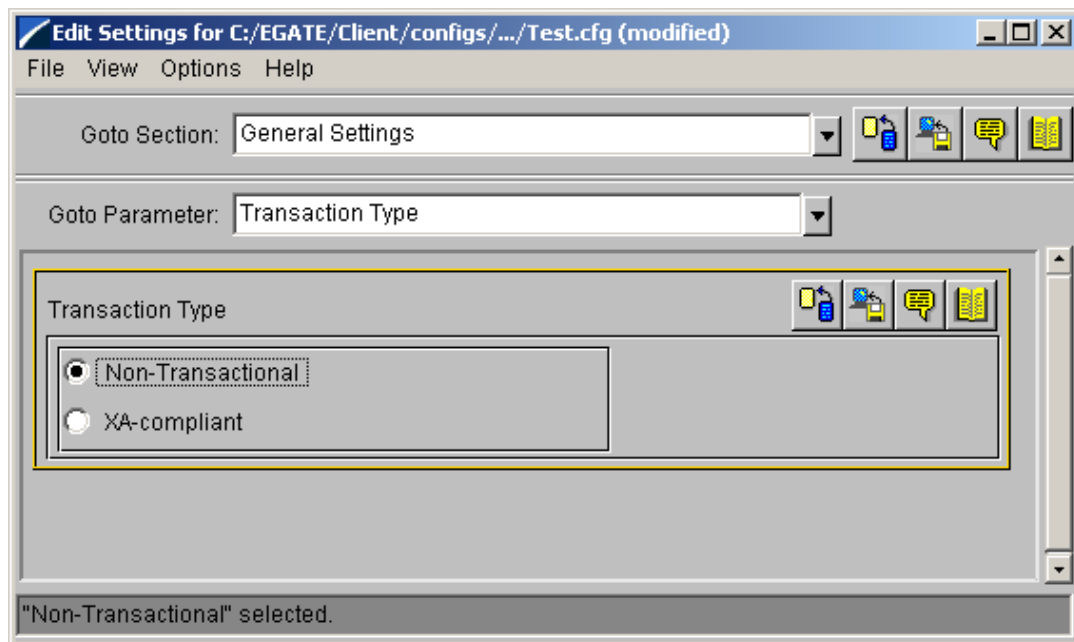 Edit Settings for C:/EGATE/Client/configs/.../Test.cfg (modified)
File View Options Help
Goto Section: General Settings
Goto Parameter: Transaction Type
Transaction Type
Non-Transactional
XA-compliant
"Non-Transactional" selected.